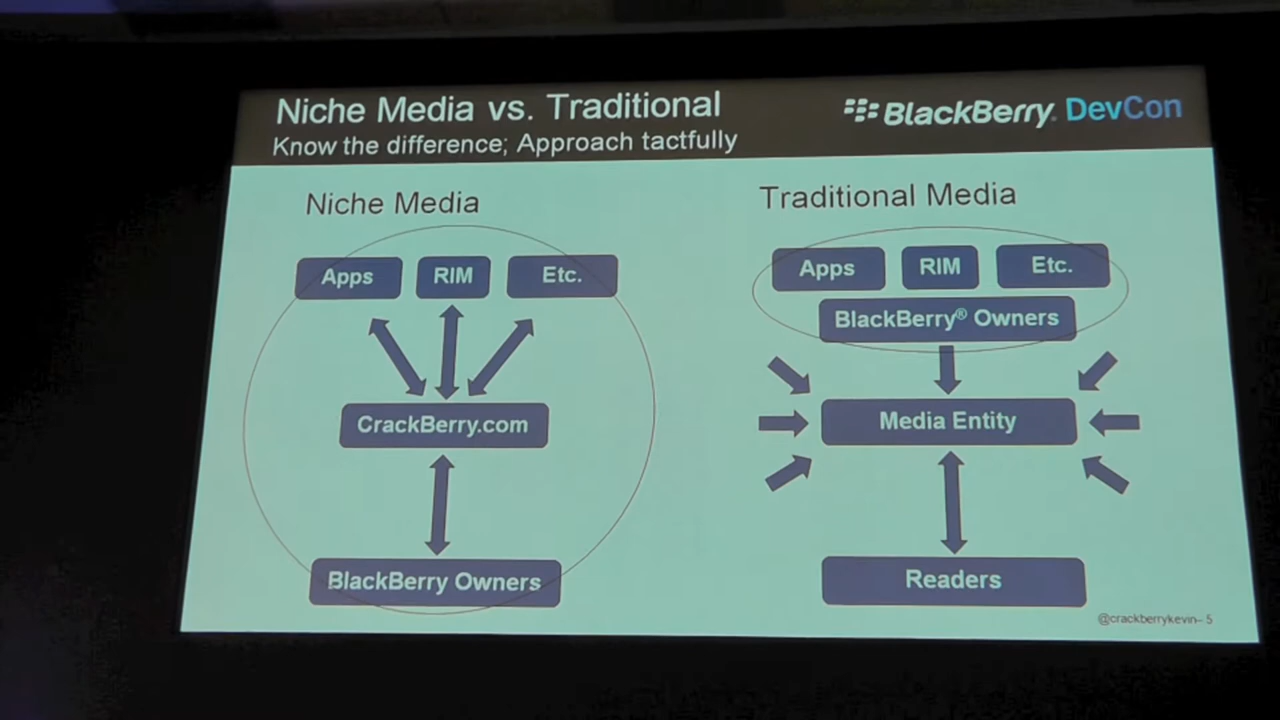 Niche Media vs. Traditional
Know the difference; Approach tactfully
BlackBerry® DevCon
Niche Media
Apps
RIM
Etc.
CrackBerry.com
BlackBerry Owners
Traditional Media
Apps
RIM
Etc.
BlackBerry® Owners
Media Entity
Readers
@crackberrykevin– 5